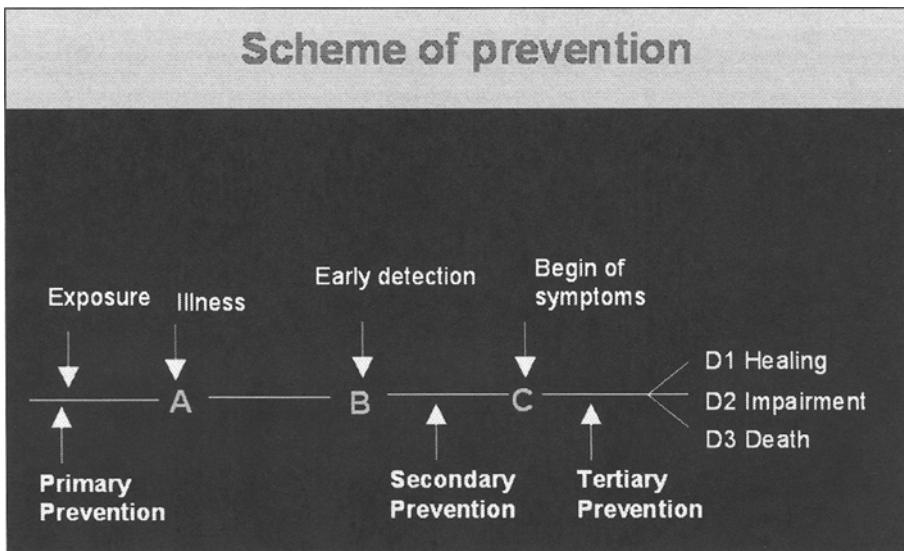 Scheme of prevention
Exposure
Illness
Early detection
Begin of
symptoms
A
B
C
D1 Healing
D2 Impairment
D3 Death
Primary
Prevention
Secondary
Prevention
Tertiary
Prevention